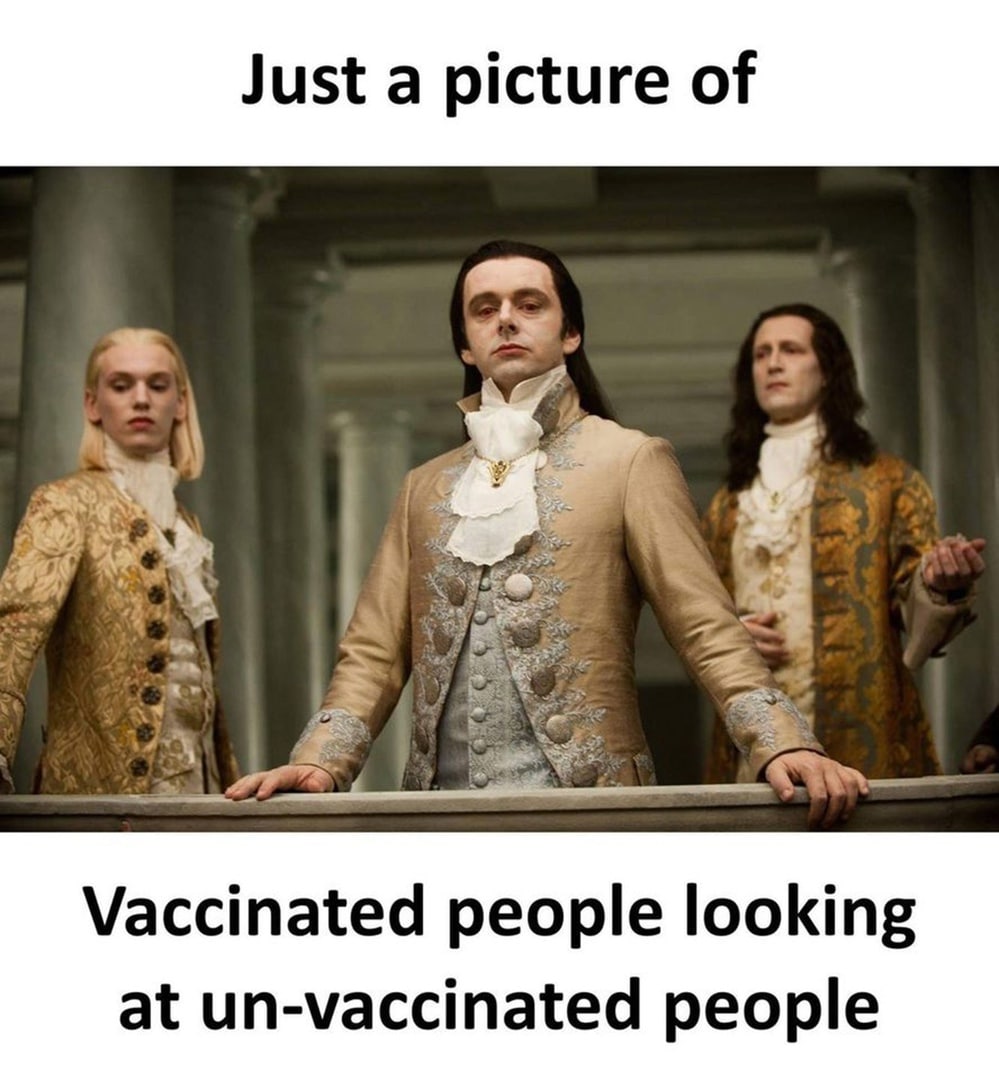 Just a picture of
Vaccinated people looking
at un-vaccinated people